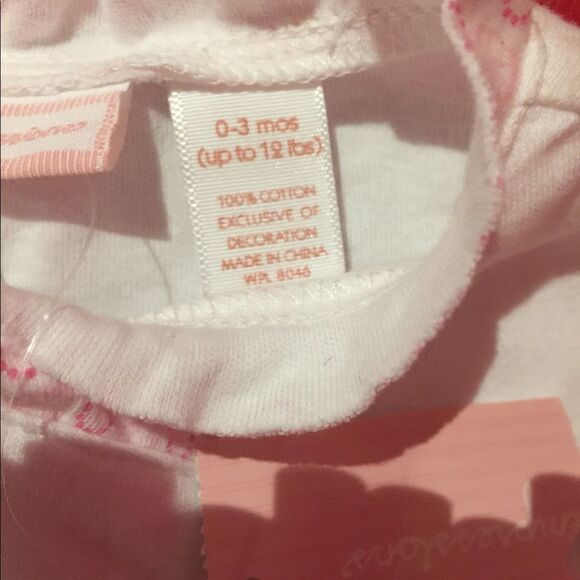 0-3 mos
(up to 12 lbs)
100% COTTON
EXCLUSIVE OF
DECORATION
MADE IN CHINA
WPL 8046